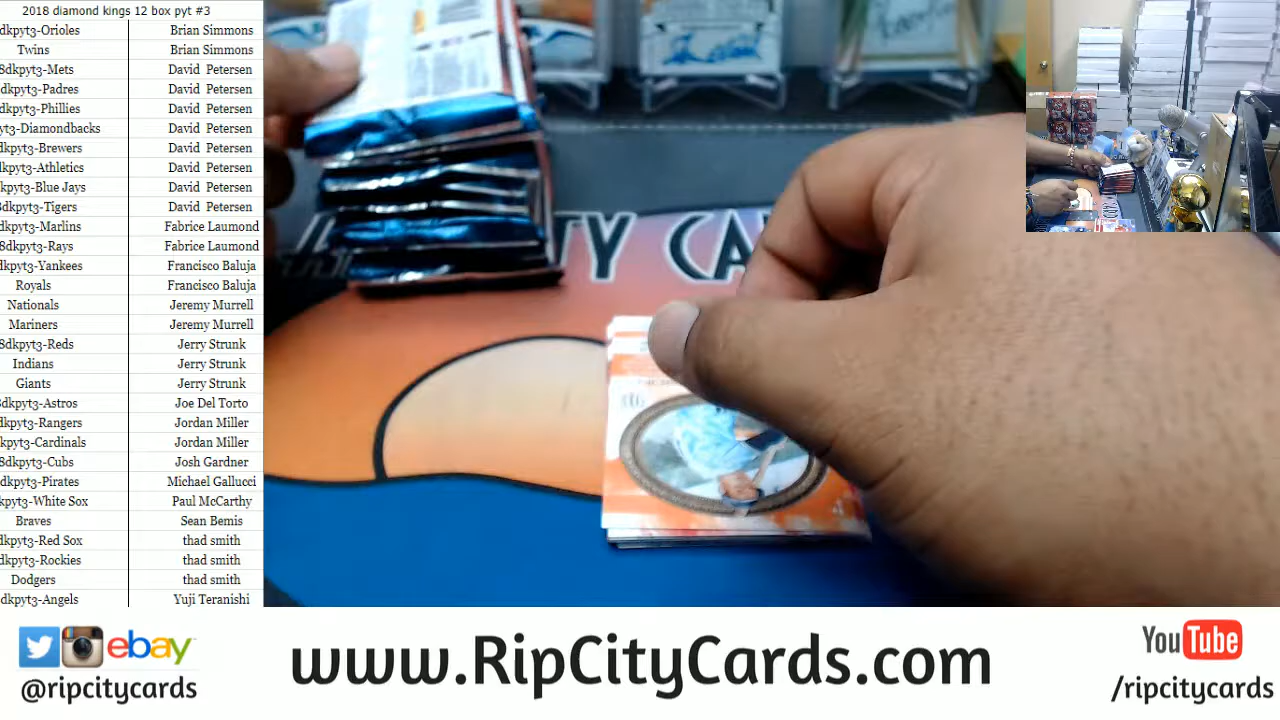 2018 diamond kings 12 box pyt #3
dkpyt3-Orioles Brian Simmons
Twins Brian Simmons
8dkpyt3-Mets David Petersen
dkpyt3-Padres David Petersen
dkpyt3-Phillies David Petersen
yt3-Diamondbacks David Petersen
dkpyt3-Brewers David Petersen
dkpyt3-Athletics David Petersen
kpyt3-Blue Jays David Petersen
8dkpyt3-Tigers David Petersen
dkpyt3-Marlins Fabrice Laumond
8dkpyt3-Rays Fabrice Laumond
dkpyt3-Yankees Francisco Baluja
Royals Francisco Baluja
Nationals Jeremy Murrell
Mariners Jeremy Murrell
8dkpyt3-Reds Jerry Strunk
Indians Jerry Strunk
Giants Jerry Strunk
8dkpyt3-Astros Joe Del Torto
dkpyt3-Rangers Jordan Miller
kpyt3-Cardinals Jordan Miller
8dkpyt3-Cubs Josh Gardner
dkpyt3-Pirates Michael Gallucci
kpyt3-White Sox Paul McCarthy
Braves Sean Bemis
dkpyt3-Red Sox thad smith
dkpyt3-Rockies thad smith
Dodgers thad smith
dkpyt3-Angels Yuji Teranishi
TY CA
ebay
@ripcitycards
www.RipCityCards.com
YouTube
/ripcitycards